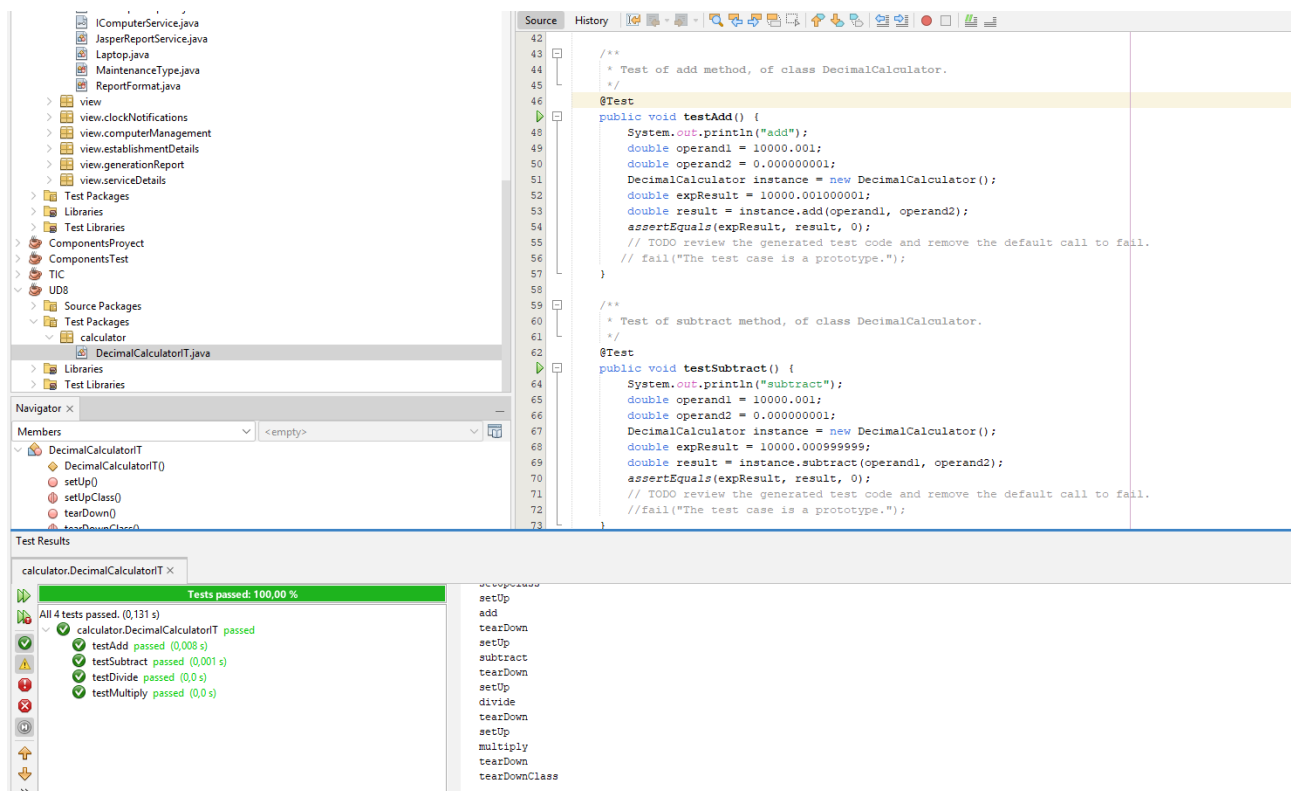 IComputerService.java
JasperReportService.java
Laptop.java
MaintenanceType.java
ReportFormat.java
view
view.clockNotifications
view.computerManagement
view.establishmentDetails
view.generationReport
view.serviceDetails
Test Packages
Libraries
Test Libraries
ComponentsProyect
ComponentsTest
TIC
UD8
Source Packages
Test Packages
calculator
DecimalCalculatorIT.java
Libraries
Test Libraries
Navigator ×
Members
<empty>
DecimalCalculatorIT
DecimalCalculatorIT()
setUp()
setUpClass()
tearDown()
tearDownClass()
Source History
42
43 /**
44 * Test of add method, of class DecimalCalculator.
45 */
46 @Test
public void testAdd() {
48 System.out.println("add");
49 double operand1 = 10000.001;
50 double operand2 = 0.000000001;
51 DecimalCalculator instance = new DecimalCalculator();
52 double expResult = 10000.001000001;
53 double result = instance.add(operand1, operand2);
54 assertEquals(expResult, result, 0);
55 // TODO review the generated test code and remove the default call to fail.
56 // fail("The test case is a prototype.");
57 }
58
59 /**
60 * Test of subtract method, of class DecimalCalculator.
61 */
62 @Test
public void testSubtract() {
64 System.out.println("subtract");
65 double operand1 = 10000.001;
66 double operand2 = 0.000000001;
67 DecimalCalculator instance = new DecimalCalculator();
68 double expResult = 10000.000999999;
69 double result = instance.subtract(operand1, operand2);
70 assertEquals(expResult, result, 0);
71 // TODO review the generated test code and remove the default call to fail.
72 //fail("The test case is a prototype.");
73 }
Test Results
calculator.DecimalCalculatorIT ×
Tests passed: 100,00 %
All 4 tests passed. (0,131 s)
calculator.DecimalCalculatorIT passed
testAdd passed (0,008 s)
testSubtract passed (0,001 s)
testDivide passed (0,0 s)
testMultiply passed (0,0 s)
setUpClass
setUp
add
tearDown
setUp
subtract
tearDown
setUp
divide
tearDown
setUp
multiply
tearDown
tearDownClass